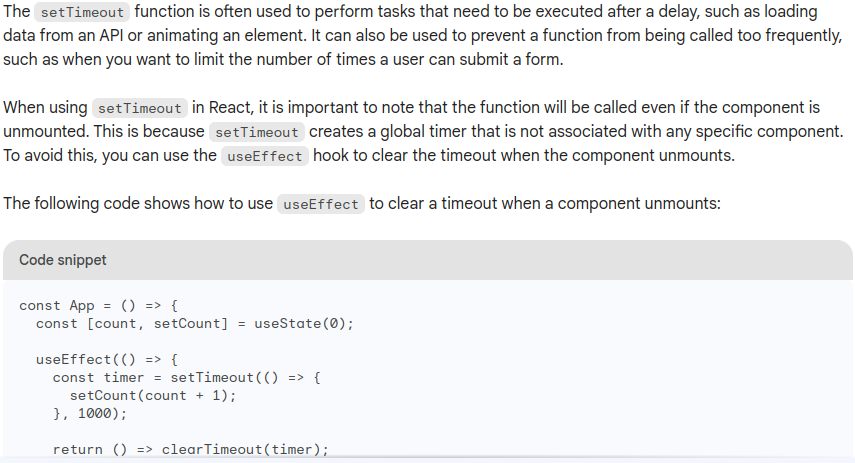 The setTimeout function is often used to perform tasks that need to be executed after a delay, such as loading
data from an API or animating an element. It can also be used to prevent a function from being called too frequently,
such as when you want to limit the number of times a user can submit a form.
When using setTimeout in React, it is important to note that the function will be called even if the component is
unmounted. This is because setTimeout creates a global timer that is not associated with any specific component.
To avoid this, you can use the useEffect hook to clear the timeout when the component unmounts.
The following code shows how to use useEffect to clear a timeout when a component unmounts:
Code snippet
const App = () => {
  const [count, setCount] = useState(0);
  useEffect(() => {
    const timer = setTimeout(() => {
      setCount(count + 1);
    }, 1000);
    return () => clearTimeout(timer);